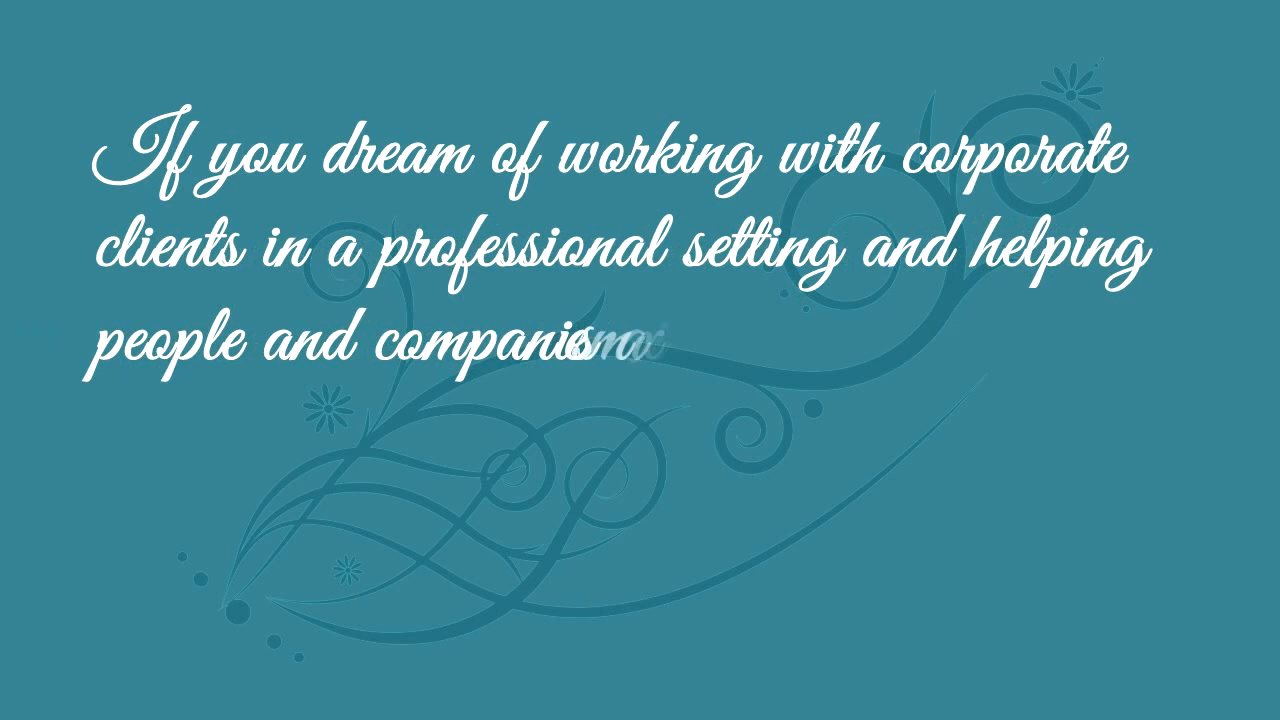 If you dream of working with corporate
clients in a professional setting and helping
people and companies